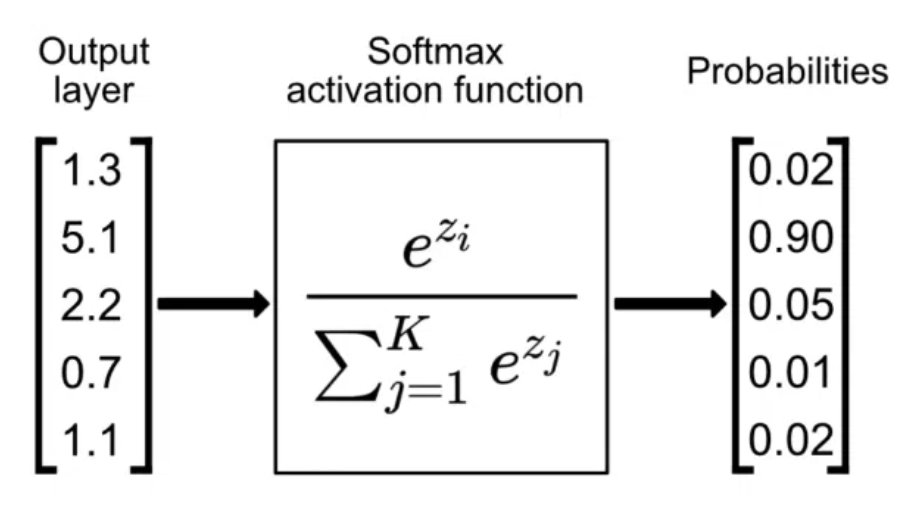 Output
layer
1.3
5.1
2.2
0.7
1.1
Softmax
activation function
e^{z_i}
∑_{j=1}^{K} e^{z_j}
Probabilities
0.02
0.90
0.05
0.01
0.02